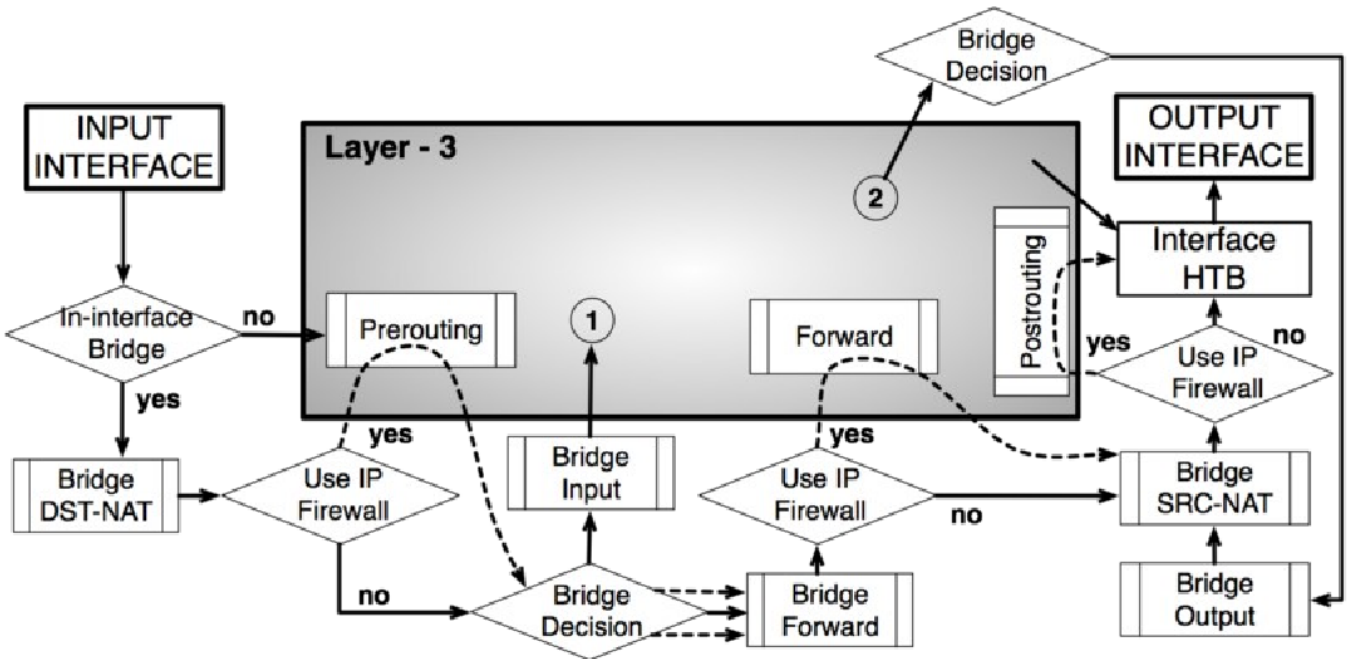 Bridge
Decision
INPUT
INTERFACE
Layer - 3
OUTPUT
INTERFACE
2
Interface
HTB
Postrouting
In-interface
Bridge
no
Prerouting
1
Forward
yes
no
Use IP
Firewall
yes
yes
yes
Bridge
DST-NAT
Use IP
Firewall
Bridge
Input
Use IP
Firewall
no
Bridge
SRC-NAT
no
Bridge
Decision
Bridge
Forward
Bridge
Output